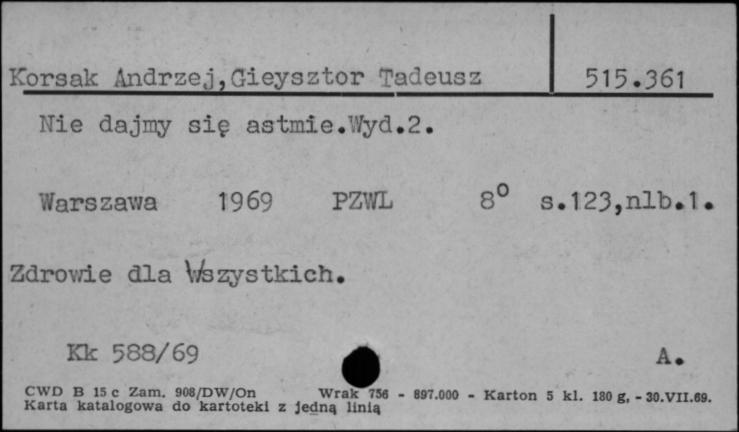 Korsak Andrzej,Gieysztor Tadeusz 515.361
Nie dajmy się astmie.Wyd.2.
Warszawa 1969 PZWL 8° s.123,nlb.1.
Zdrowie dla Wszystkich.
Kk 588/69 A.
CWD B 15 c Zam. 908/DW/On Wrak 756 - 897.000 - Karton 5 kl. 180 g. - 30.VII.69.
Karta katalogowa do kartoteki z jedną linią